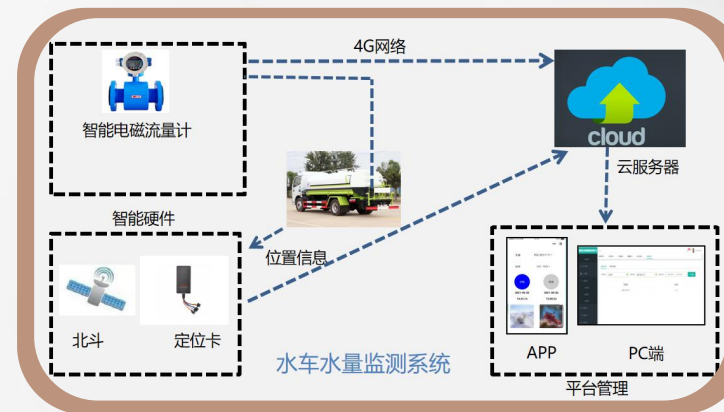 4G网络
智能电磁流量计
cloud
云服务器
智能硬件
位置信息
北斗
定位卡
水车水量监测系统
APP
PC端
平台管理